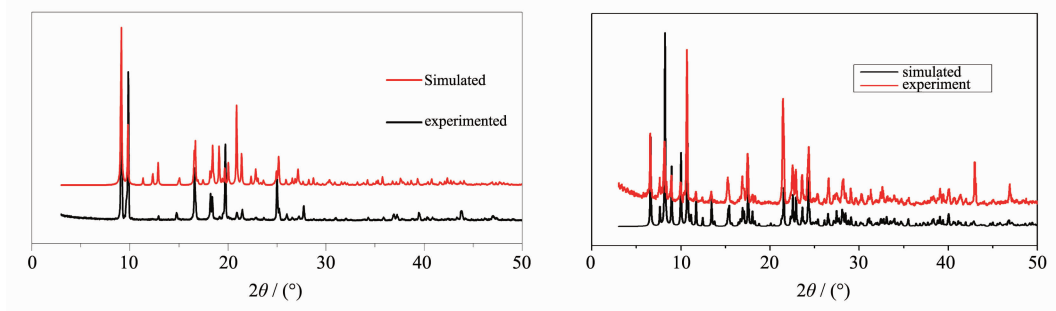 Simulated
experimented
0 10 20 30 40 50
2θ / (°)
simulated
experiment
0 10 20 30 40 50
2θ / (°)